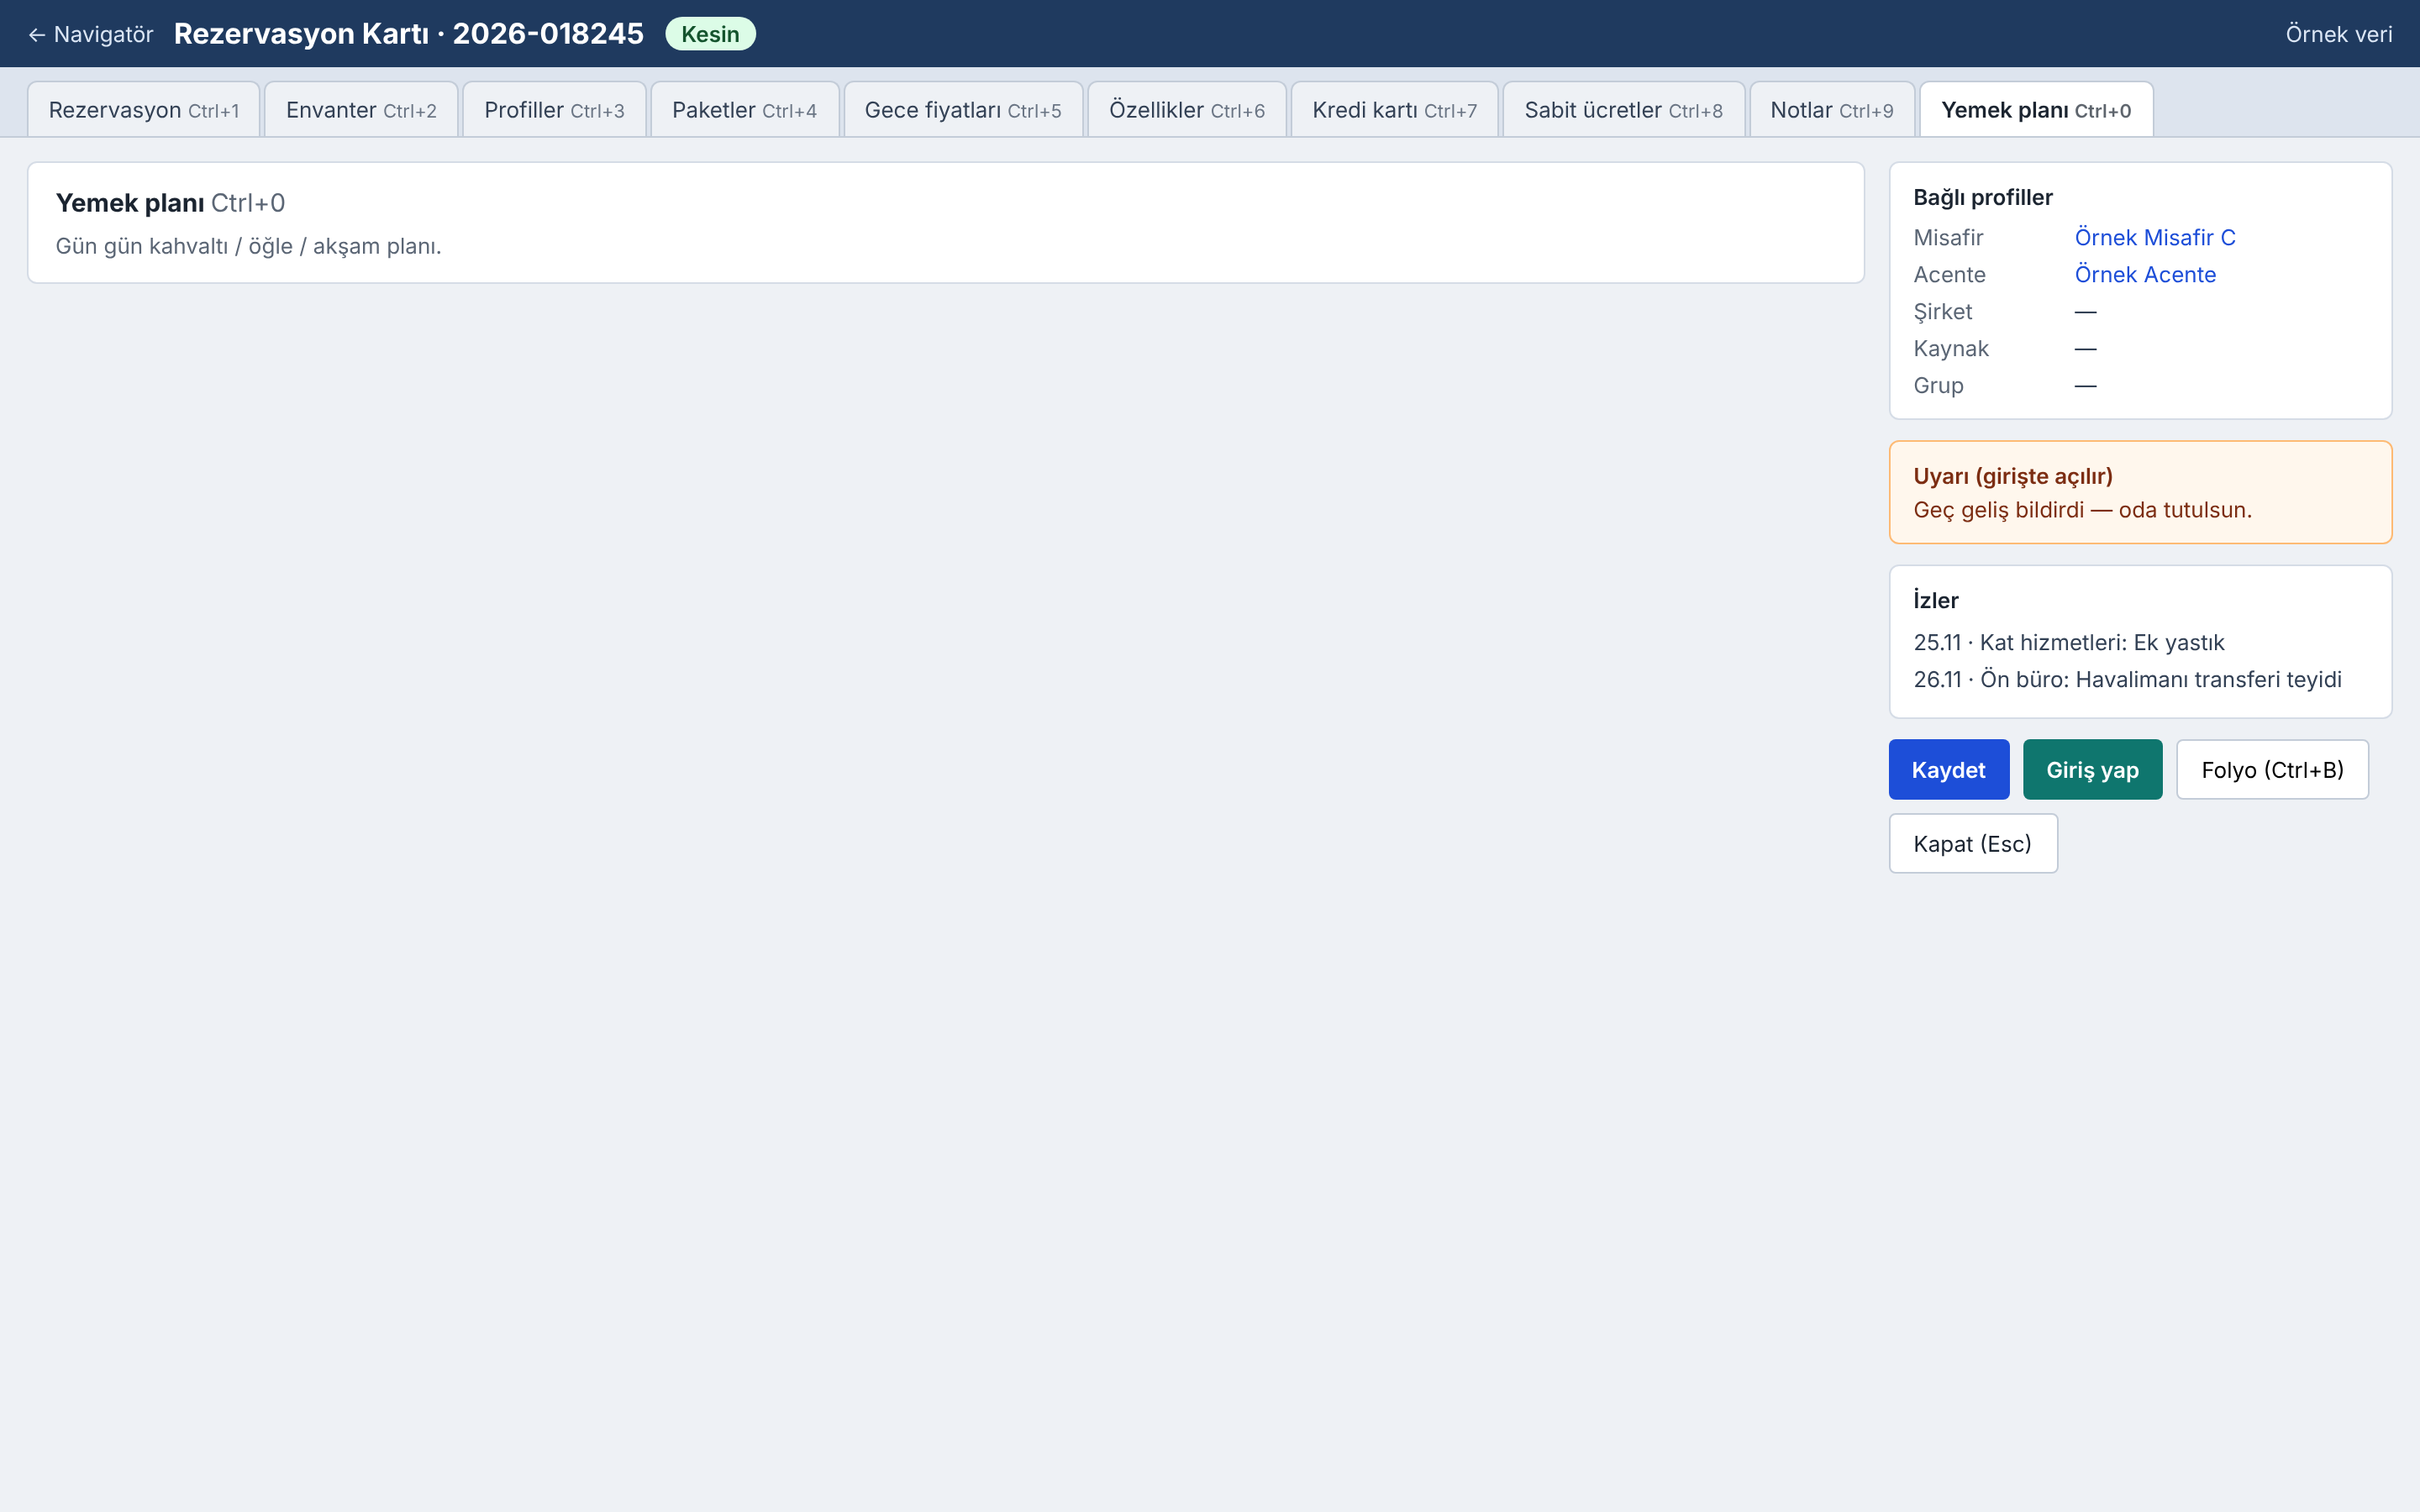 ← Navigatör Rezervasyon Kartı · 2026-018245 Kesin Örnek veri
Rezervasyon Ctrl+1 Envanter Ctrl+2 Profiller Ctrl+3 Paketler Ctrl+4 Gece fiyatları Ctrl+5 Özellikler Ctrl+6 Kredi kartı Ctrl+7 Sabit ücretler Ctrl+8 Notlar Ctrl+9 Yemek planı Ctrl+0
Yemek planı Ctrl+0
Gün gün kahvaltı / öğle / akşam planı.
Bağlı profiller
Misafir Örnek Misafir C
Acente Örnek Acente
Şirket —
Kaynak —
Grup —
Uyarı (girişte açılır)
Geç geliş bildirdi — oda tutulsun.
İzler
25.11 · Kat hizmetleri: Ek yastık
26.11 · Ön büro: Havalimanı transferi teyidi
Kaydet Giriş yap Folyo (Ctrl+B)
Kapat (Esc)